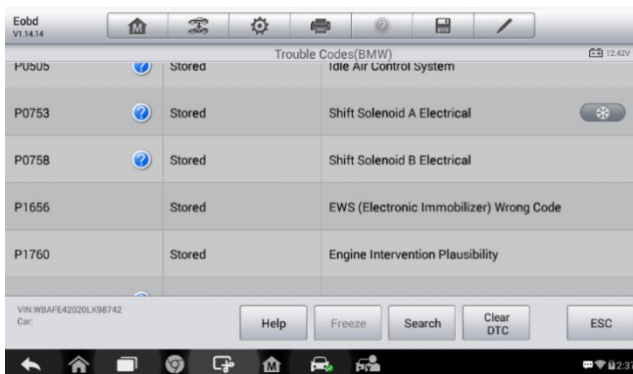 Eobd
V1.14.14
Trouble Codes(BMW)
12.42V
P0505 Stored Idle Air Control System
P0753 Stored Shift Solenoid A Electrical
P0758 Stored Shift Solenoid B Electrical
P1656 Stored EWS (Electronic Immobilizer) Wrong Code
P1760 Stored Engine Intervention Plausibility
VIN:WBAFE42020LK98742
Car:
Help
Freeze
Search
Clear
DTC
ESC
2:37